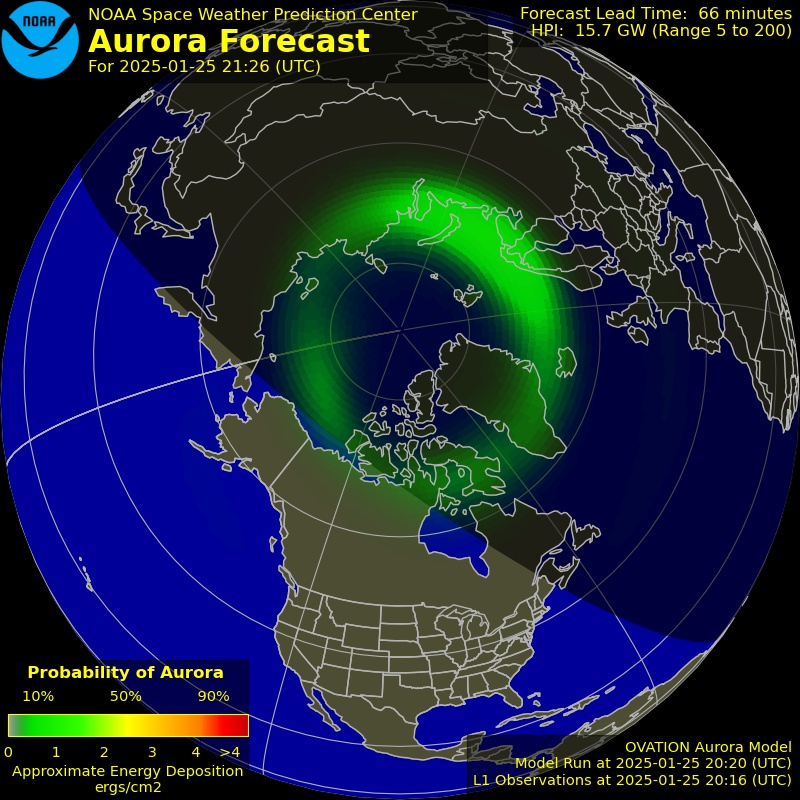 NOAA
NOAA Space Weather Prediction Center
Aurora Forecast
For 2025-01-25 21:26 (UTC)
Forecast Lead Time: 66 minutes
HPI: 15.7 GW (Range 5 to 200)
Probability of Aurora
10% 50% 90%
0 1 2 3 4 >4
Approximate Energy Deposition
ergs/cm2
OVATION Aurora Model
Model Run at 2025-01-25 20:20 (UTC)
L1 Observations at 2025-01-25 20:16 (UTC)